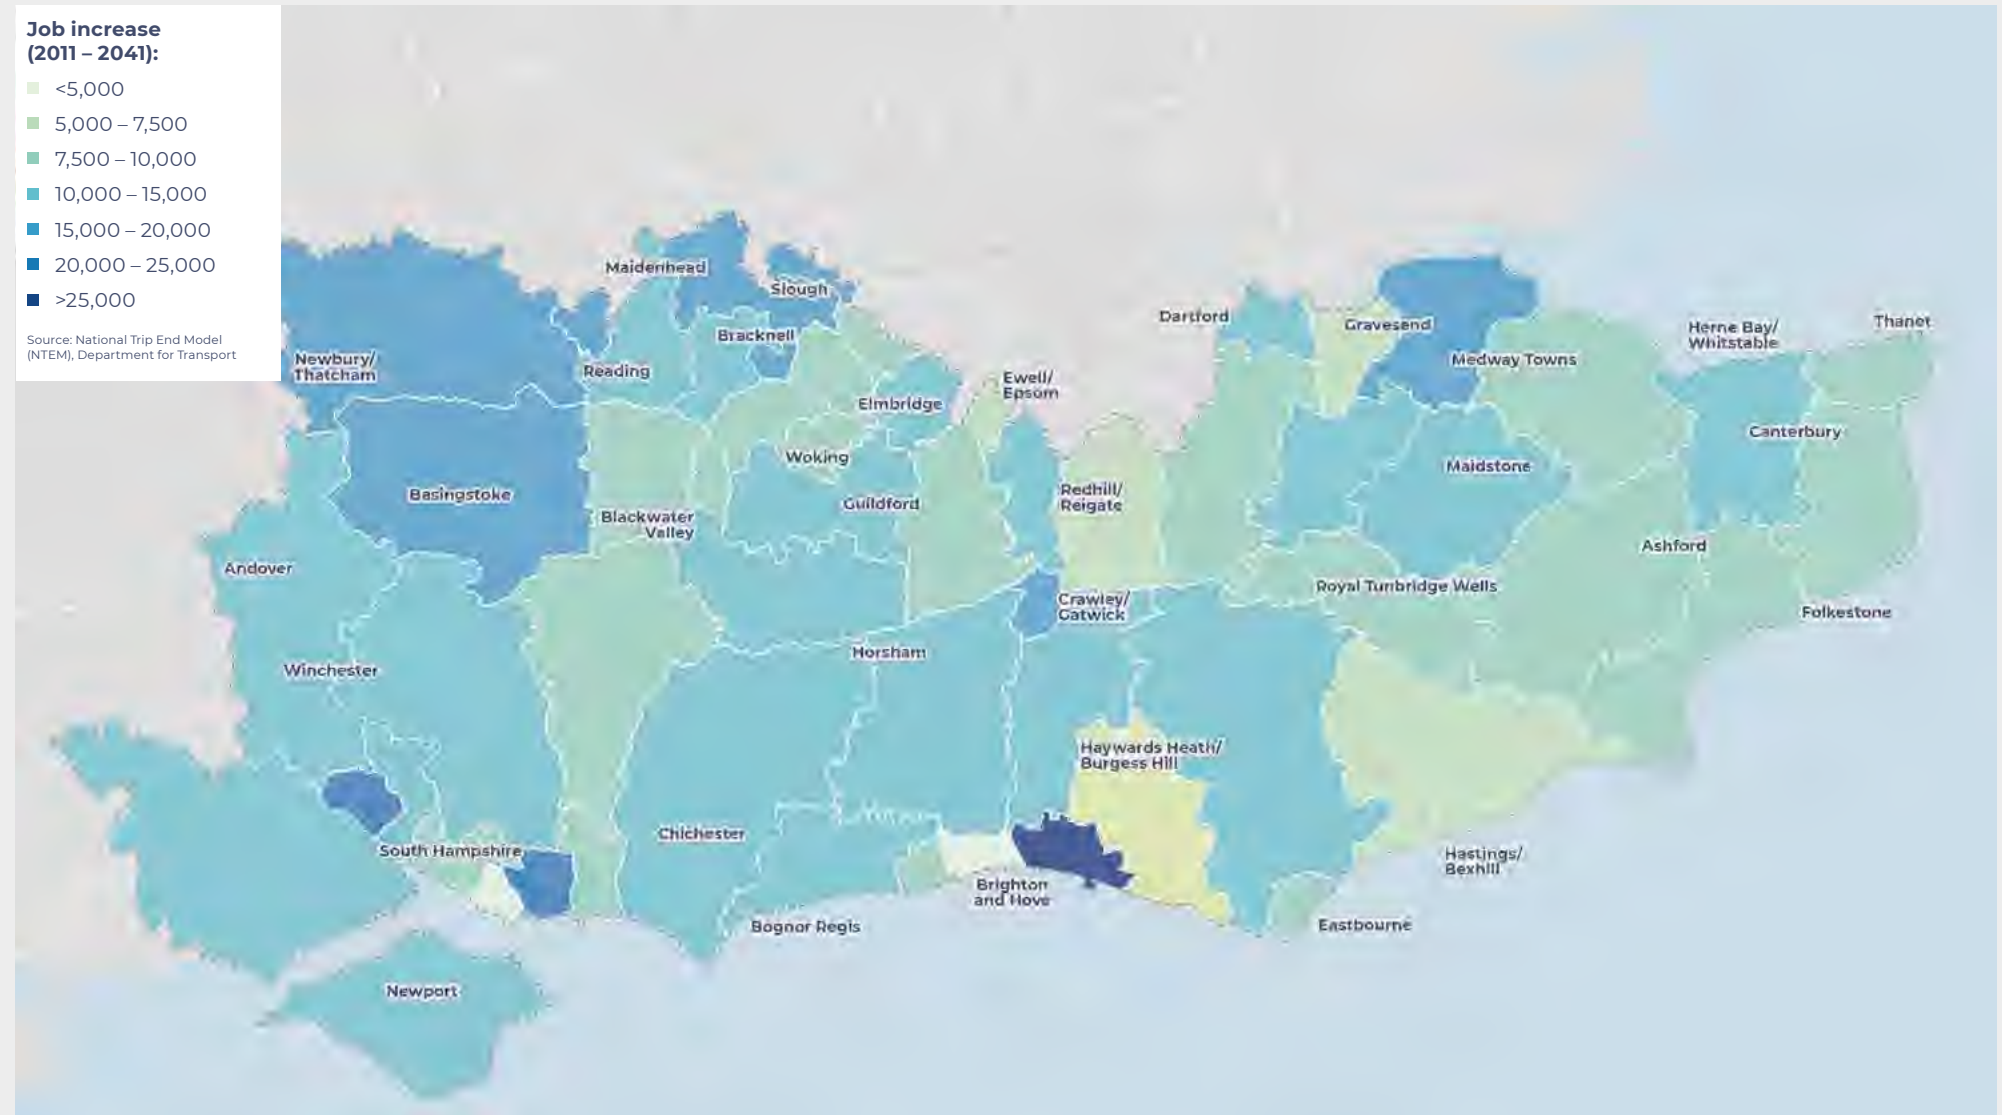 Job increase
(2011 – 2041):
<5,000
5,000 – 7,500
7,500 – 10,000
10,000 – 15,000
15,000 – 20,000
20,000 – 25,000
>25,000
Source: National Trip End Model
(NTEM), Department for Transport
Maidenhead
Slough
Bracknell
Newbury/
Thatcham
Reading
Elmbridge
Ewell/
Epsom
Dartford
Gravesend
Medway Towns
Herne Bay/
Whitstable
Thanet
Canterbury
Maidstone
Woking
Guildford
Basingstoke
Blackwater
Valley
Redhill/
Reigate
Ashford
Andover
Royal Tunbridge Wells
Crawley/
Gatwick
Folkestone
Horsham
Winchester
Haywards Heath/
Burgess Hill
Chichester
South Hampshire
Hastings/
Bexhill
Brighton
and Hove
Bognor Regis
Eastbourne
Newport